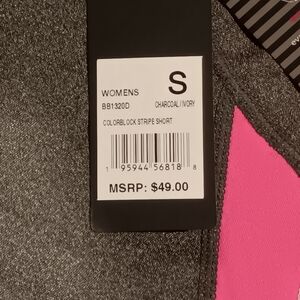 WOMENS S
BB1320D CHARCOAL/IVORY
COLORBLOCK STRIPE SHORT
1 95944 56818 8
MSRP: $49.00